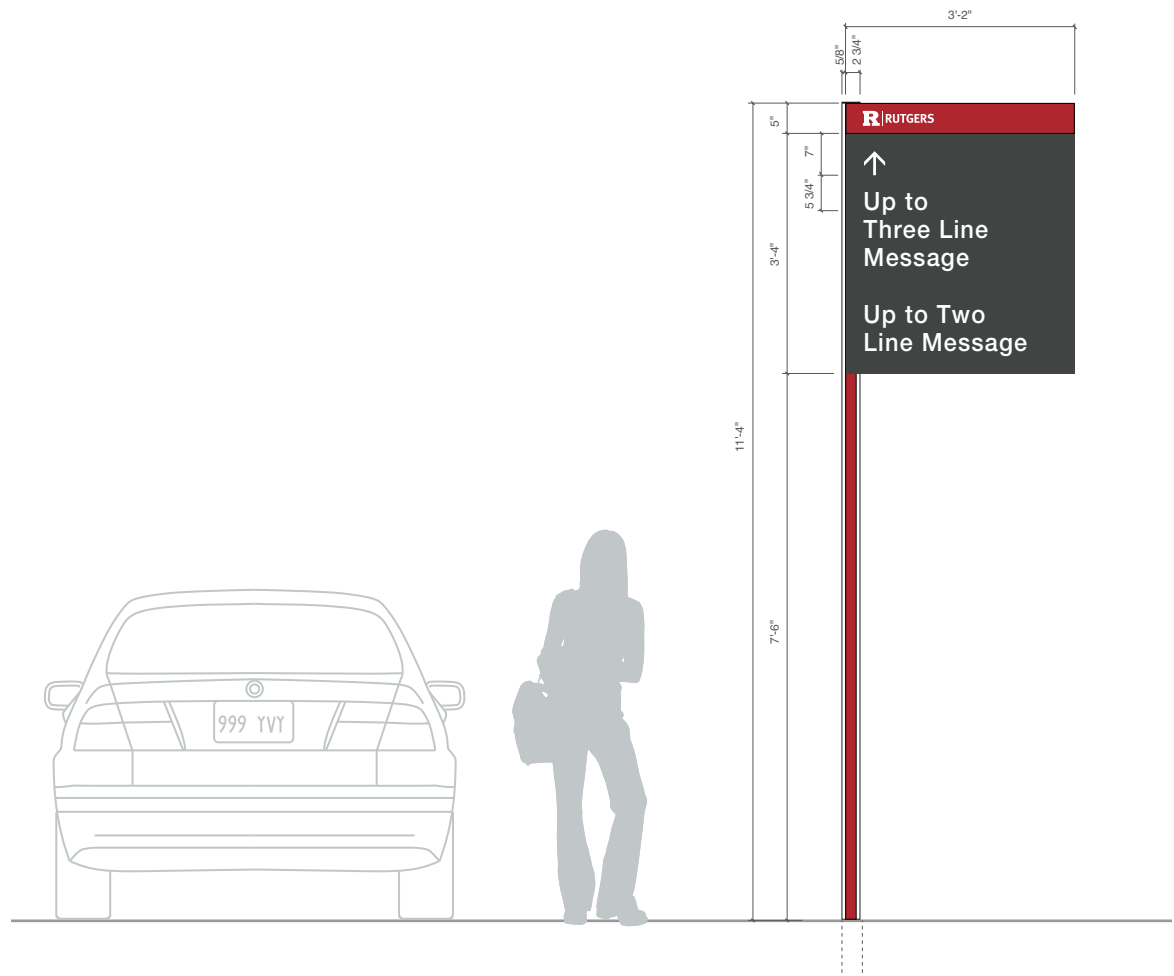 3'-2"
5/8"
2 3/4"
5"
R RUTGERS
7"
5 3/4"
3'-4"
Up to
Three Line
Message
Up to Two
Line Message
11'-4"
7'-6"
999 YVY